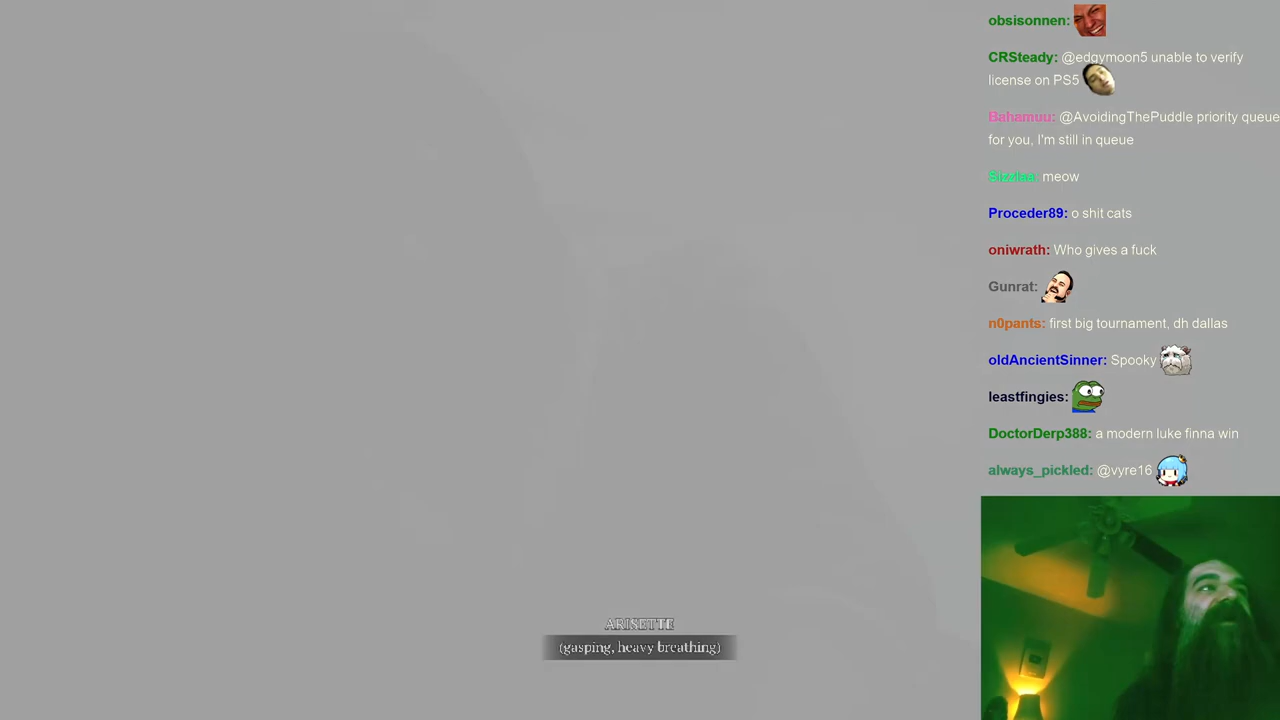 obsisonnen:
CRSteady: @edgymoon5 unable to verify
license on PS5
Bahamuu: @AvoidingThePuddle priority queue
for you, I'm still in queue
meow
Proceder89: o shit cats
oniwrath: Who gives a fuck
Gunrat:
n0pants: first big tournament, dh dallas
oldAncientSinner: Spooky
leastfingies:
DoctorDerp388: a modern luke finna win
always_pickled: @vyre16
ARISETTE
(gasping, heavy breathing)